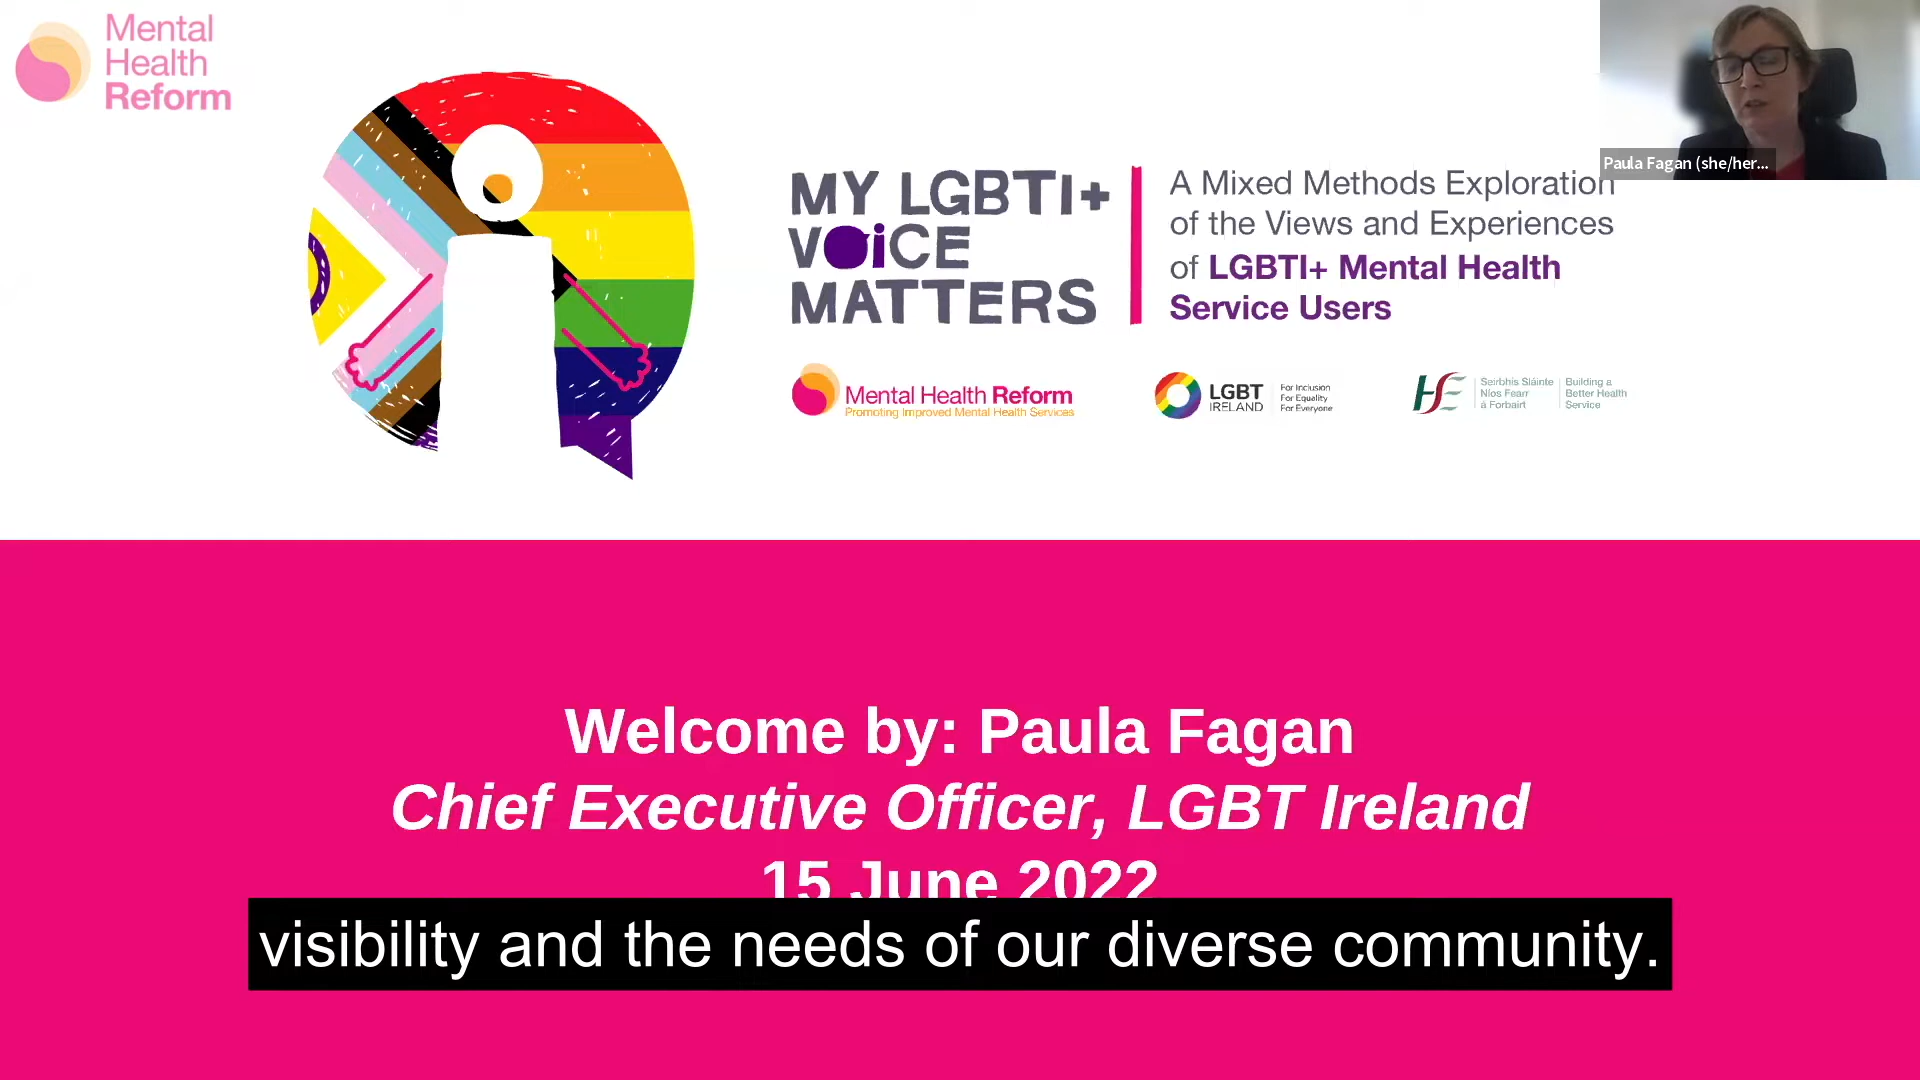 Mental
Health
Reform
Paula Fagan (she/her...
MY LGBTI+
VOiCE
MATTERS
A Mixed Methods Exploration
of the Views and Experiences
of LGBTI+ Mental Health
Service Users
Mental Health Reform
Promoting Improved Mental Health Services
LGBT
IRELAND
For Inclusion
For Equality
For Everyone
HSE
Seirbhís Sláinte
Níos Fearr
á Forbairt
Building a
Better Health
Service
Welcome by: Paula Fagan
Chief Executive Officer, LGBT Ireland
15 June 2022
visibility and the needs of our diverse community.